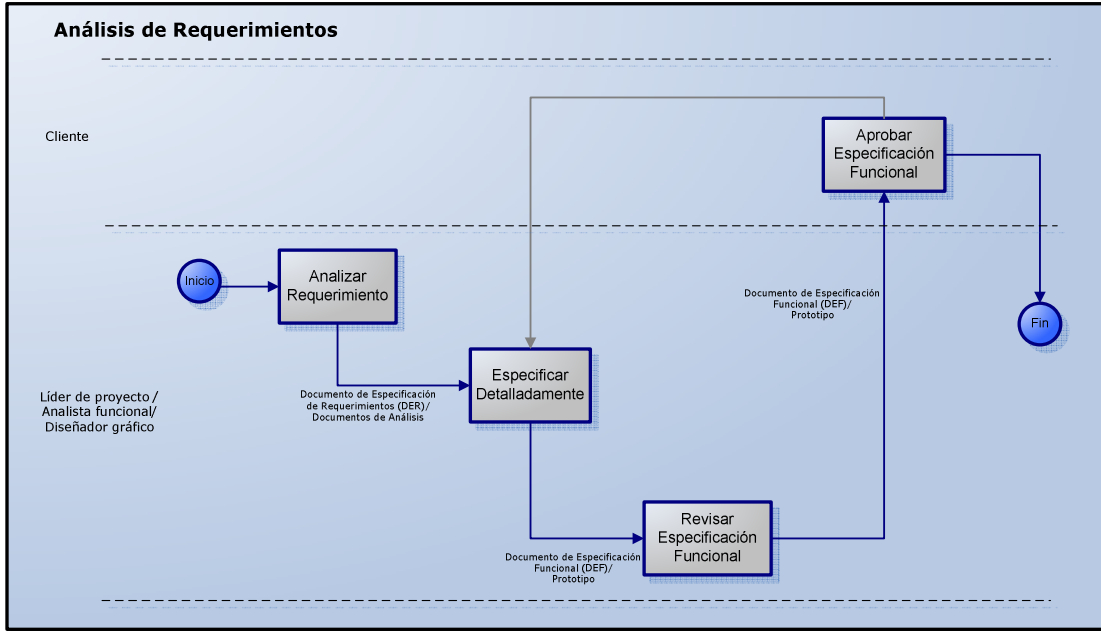 Análisis de Requerimientos
Cliente
Aprobar
Especificación
Funcional
Inicio
Analizar
Requerimiento
Documento de Especificación
Funcional (DEF)/
Prototipo
Fin
Especificar
Detalladamente
Documento de Especificación
de Requerimientos (DER)/
Documentos de Análisis
Líder de proyecto /
Analista funcional/
Diseñador gráfico
Revisar
Especificación
Funcional
Documento de Especificación
Funcional (DEF)/
Prototipo